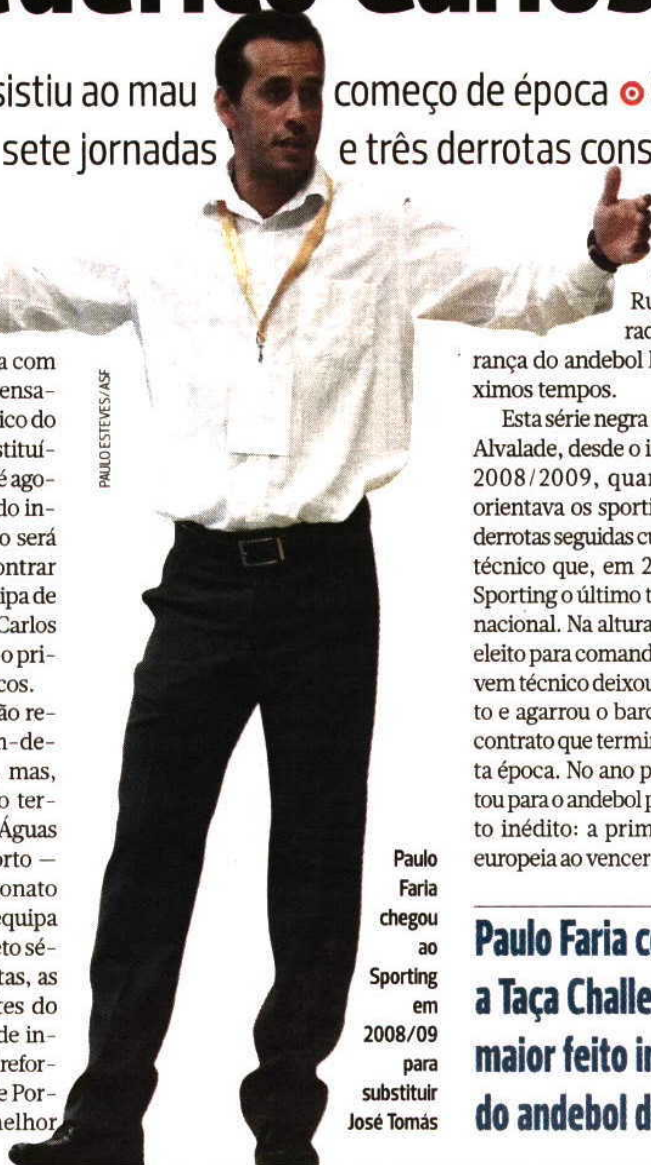 Carlos
sistiu ao mau começo de época
sete jornadas e três derrotas cons
a com
ensa-
ico do
stituí-
é ago-
do in-
o será
ontrar
ipa de
Carlos
o pri-
cos.
ão re-
m-de-
mas,
o ter-
Águas
orto —
onato
equipa
eto sé-
tas, as
tes do
de in-
refor-
e Por-
elhor
PAULO ESTEVES/ASF
Paulo
Faria
chegou
ao
Sporting
em
2008/09
para
substituir
José Tomás
Ru
rac
rança do andebol l
ximos tempos.
Esta série negra
Alvalade, desde o i
2008/2009, quan
orientava os sporti
derrotas seguidas cu
técnico que, em 2
Sporting o último t
nacional. Na altura
eleito para comand
vem técnico deixou
to e agarrou o barc
contrato que termi
ta época. No ano p
tou para o andebol p
to inédito: a prim
europeia ao vencer
Paulo Faria co
a Taça Challe
maior feito in
do andebol d